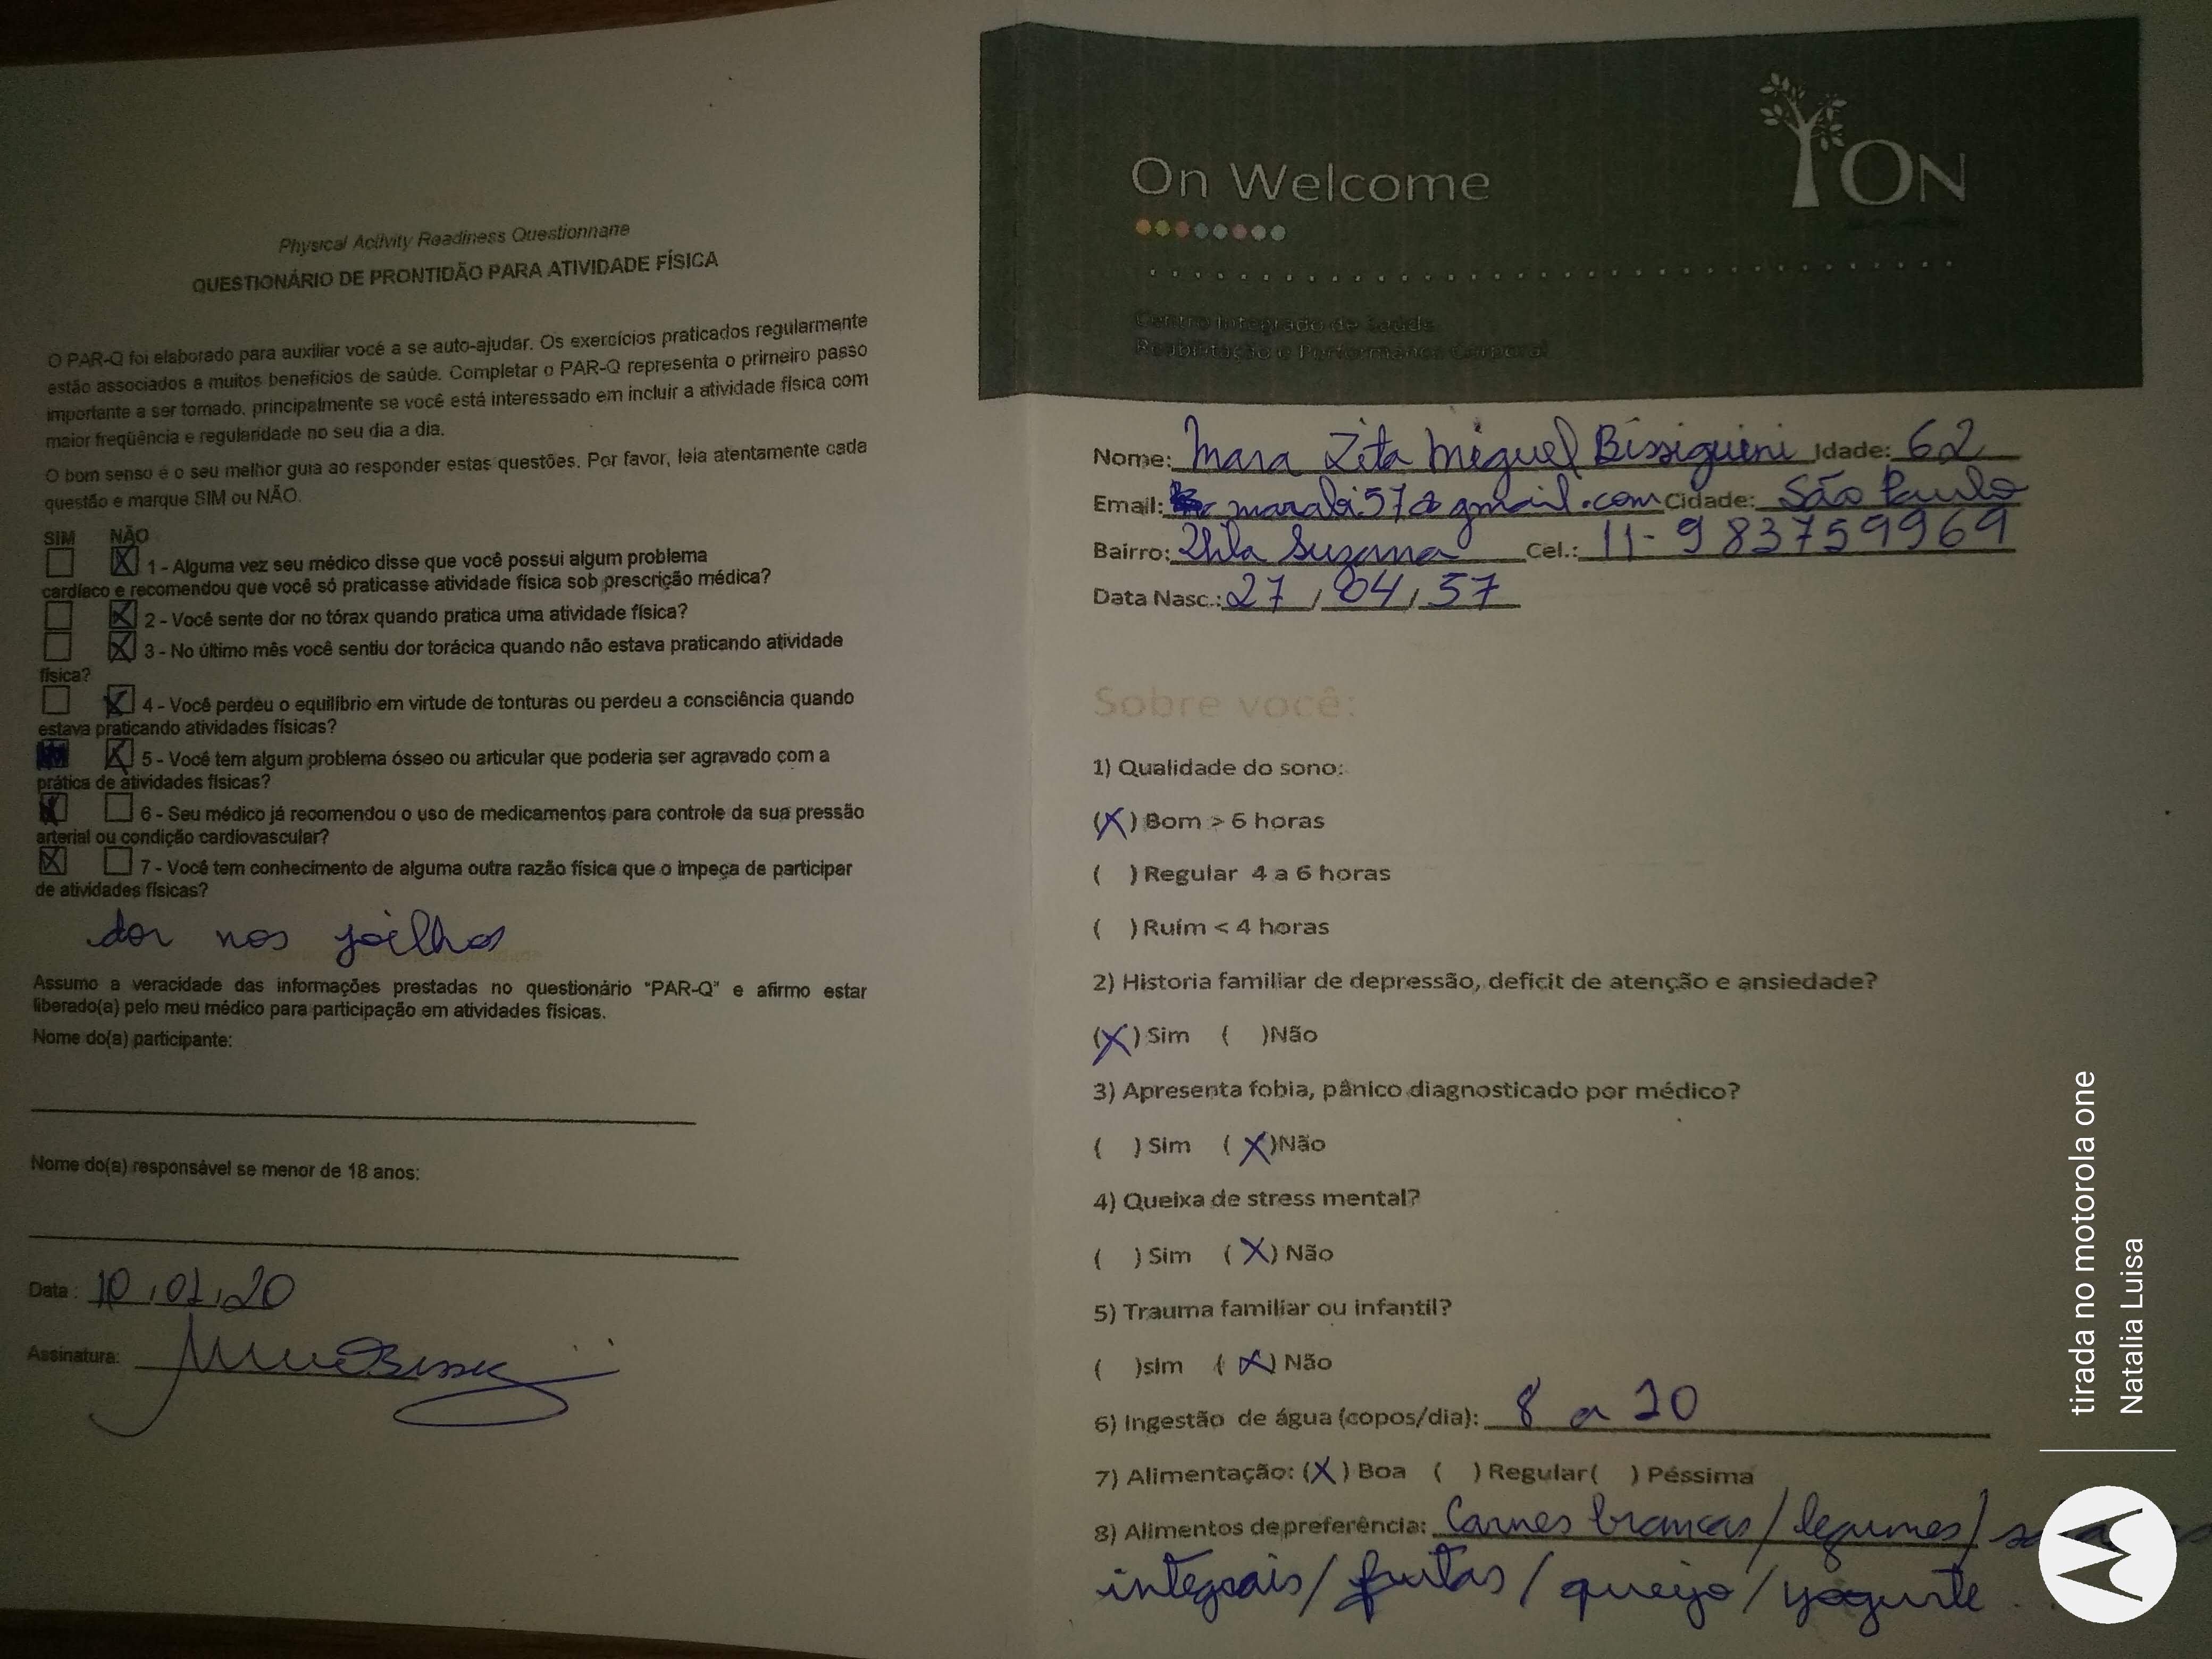 Physical Activity Readiness Questionnaire
QUESTIONÁRIO DE PRONTIDÃO PARA ATIVIDADE FÍSICA
O PAR-Q foi elaborado para auxiliar você a se auto-ajudar. Os exercícios praticados regularmente
estão associados a muitos benefícios de saúde. Completar o PAR-Q representa o primeiro passo
importante a ser tomado, principalmente se você está interessado em incluir a atividade física com
maior freqüência e regularidade no seu dia a dia.
O bom senso é o seu melhor guia ao responder estas questões. Por favor, leia atentamente cada
questão e marque SIM ou NÃO.
SIM NÃO
☐ ☒ 1 - Alguma vez seu médico disse que você possui algum problema
cardíaco e recomendou que você só praticasse atividade física sob prescrição médica?
☐ ☒ 2 - Você sente dor no tórax quando pratica uma atividade física?
☐ ☒ 3 - No último mês você sentiu dor torácica quando não estava praticando atividade
física?
☐ ☒ 4 - Você perdeu o equilíbrio em virtude de tonturas ou perdeu a consciência quando
estava praticando atividades físicas?
☒ 5 - Você tem algum problema ósseo ou articular que poderia ser agravado com a
prática de atividades físicas?
☒ ☐ 6 - Seu médico já recomendou o uso de medicamentos para controle da sua pressão
arterial ou condição cardiovascular?
☒ ☐ 7 - Você tem conhecimento de alguma outra razão física que o impeça de participar
de atividades físicas?
dor nos joelhos
Assumo a veracidade das informações prestadas no questionário "PAR-Q" e afirmo estar
liberado(a) pelo meu médico para participação em atividades físicas.
Nome do(a) participante:
Nome do(a) responsável se menor de 18 anos:
Data: 10,02,20
Assinatura:
On Welcome
ON
Centro Integrado de Saúde
Reabilitação e Performance
Nome: Mara Zita Miguel Bissiguini Idade: 62
Email: marabi57@gmail.com Cidade: São Paulo
Bairro: Vila Suzana Cel.: 11-983759969
Data Nasc.: 27/04/57
Sobre você:
1) Qualidade do sono:
(X) Bom > 6 horas
( ) Regular 4 a 6 horas
( ) Ruím < 4 horas
2) Historia familiar de depressão, deficit de atenção e ansiedade?
(X) Sim ( )Não
3) Apresenta fobia, pânico diagnosticado por médico?
( ) Sim (X)Não
4) Queixa de stress mental?
( ) Sim (X) Não
5) Trauma familiar ou infantil?
( )sim (X) Não
6) Ingestão de água (copos/dia): 8 a 10
7) Alimentação: (X) Boa ( ) Regular( ) Péssima
8) Alimentos de preferência: Carnes brancas / legumes /
integrais / frutas / queijo / yogurte
tirada no motorola one
Natalia Luisa